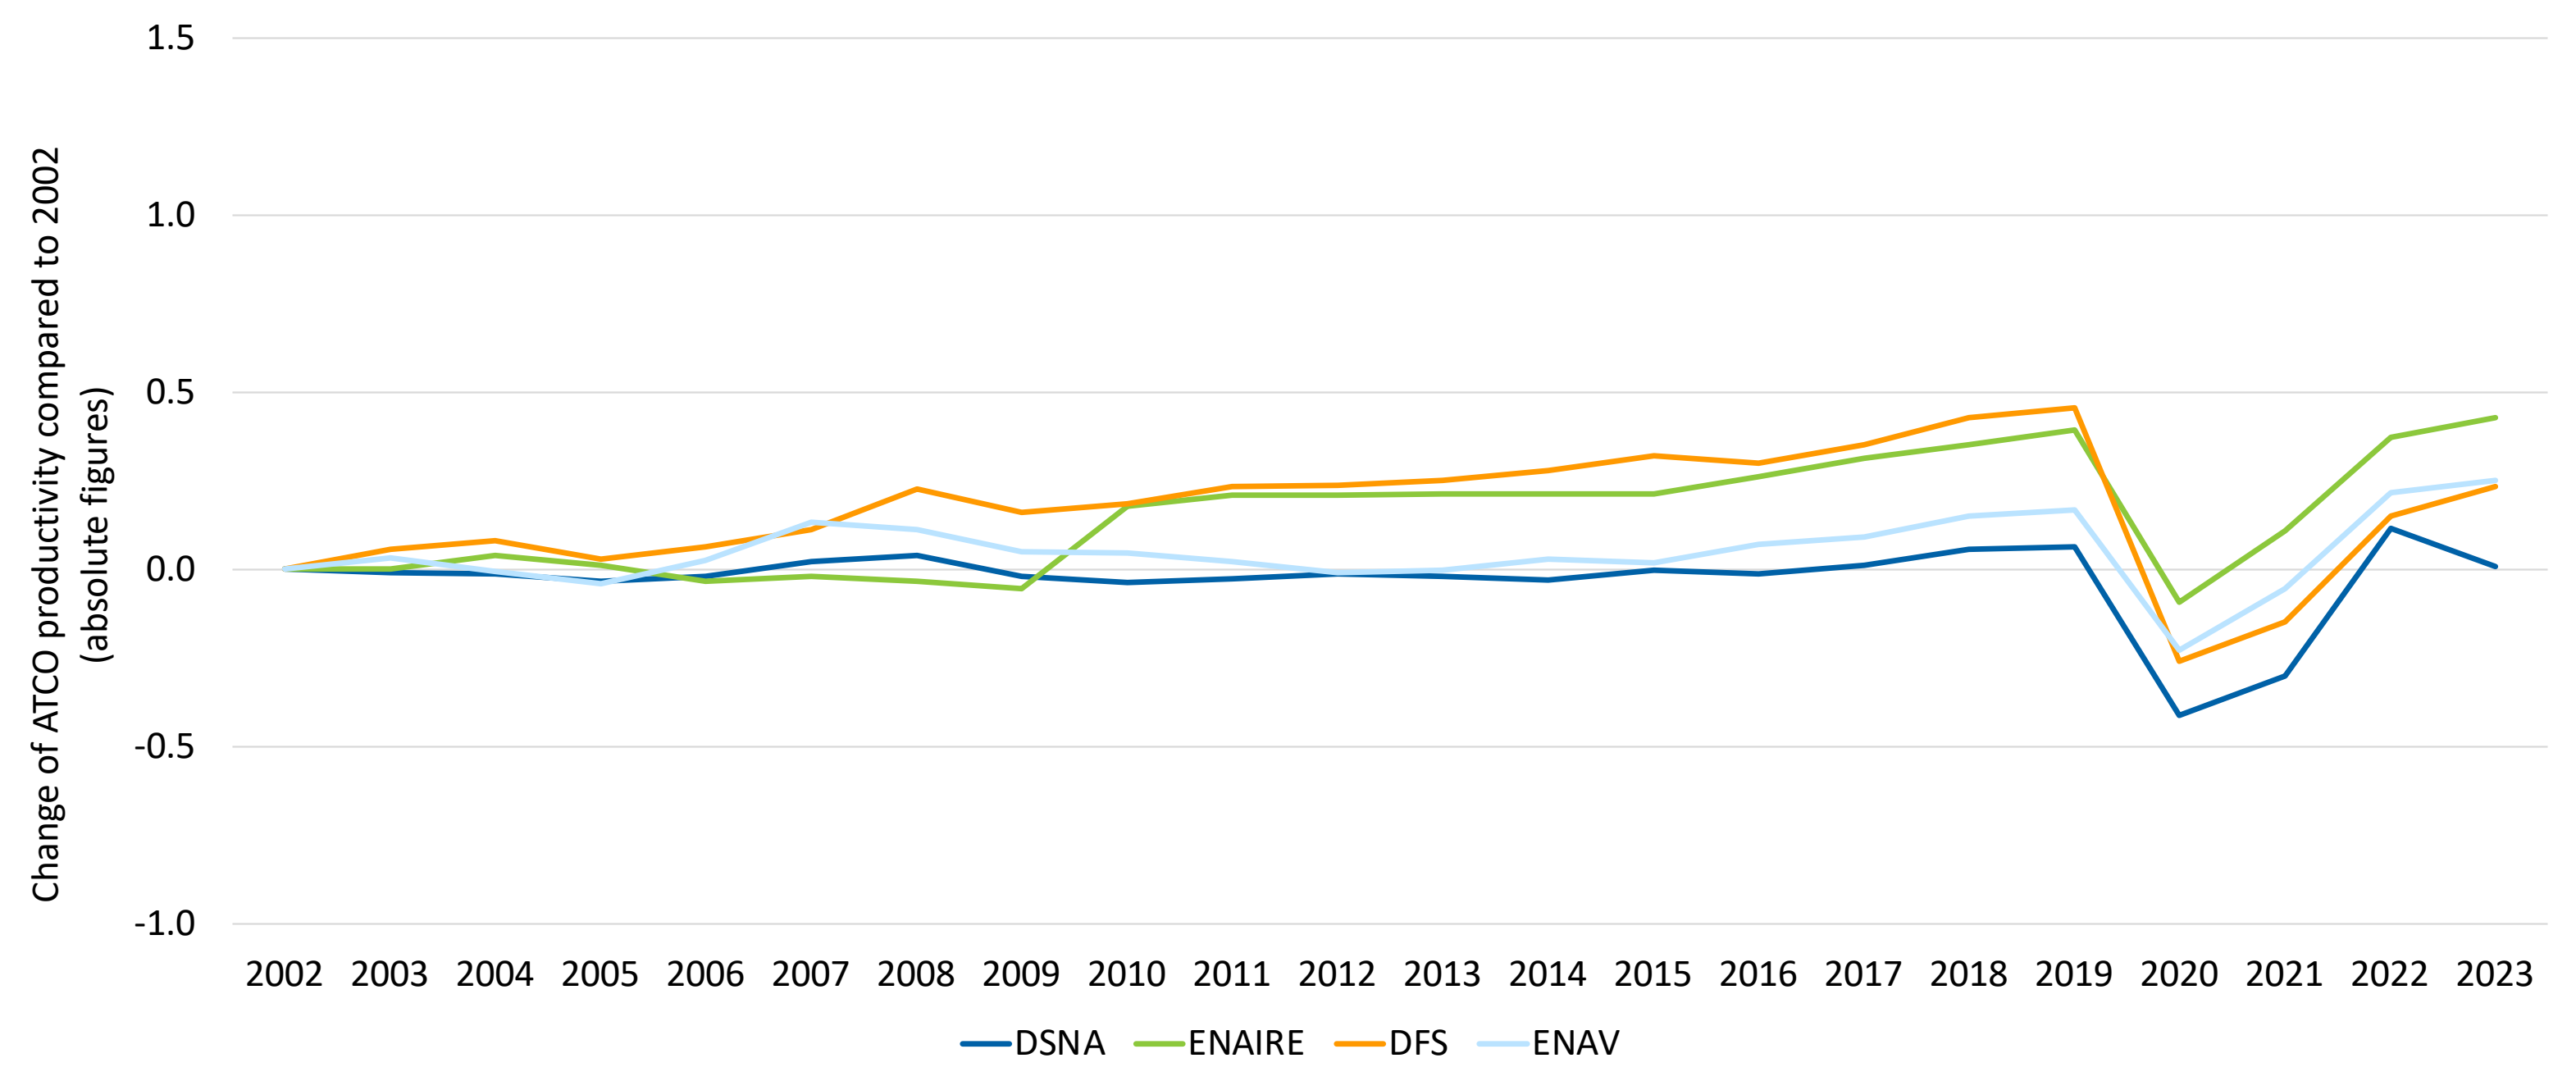 Change of ATCO productivity compared to 2002
(absolute figures)
1.5
1.0
0.5
0.0
-0.5
-1.0
2002 2003 2004 2005 2006 2007 2008 2009 2010 2011 2012 2013 2014 2015 2016 2017 2018 2019 2020 2021 2022 2023
DSNA ENAIRE DFS ENAV